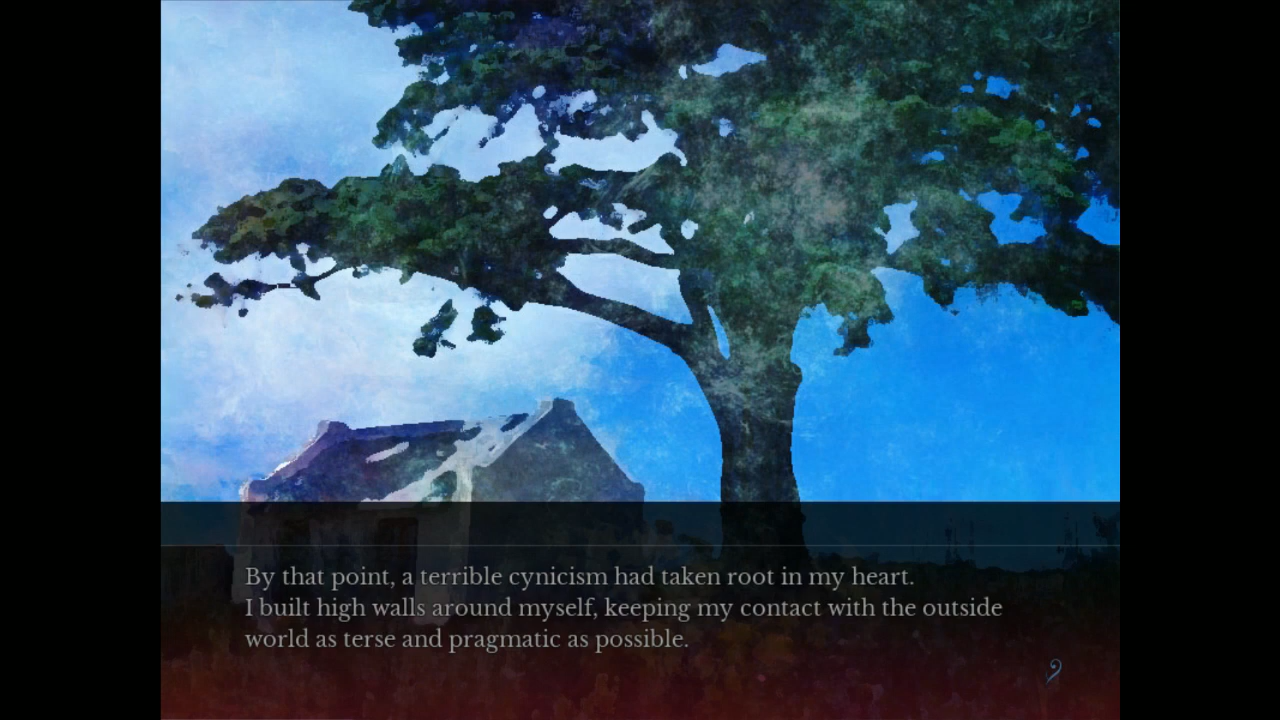 By that point, a terrible cynicism had taken root in my heart.
I built high walls around myself, keeping my contact with the outside
world as terse and pragmatic as possible.